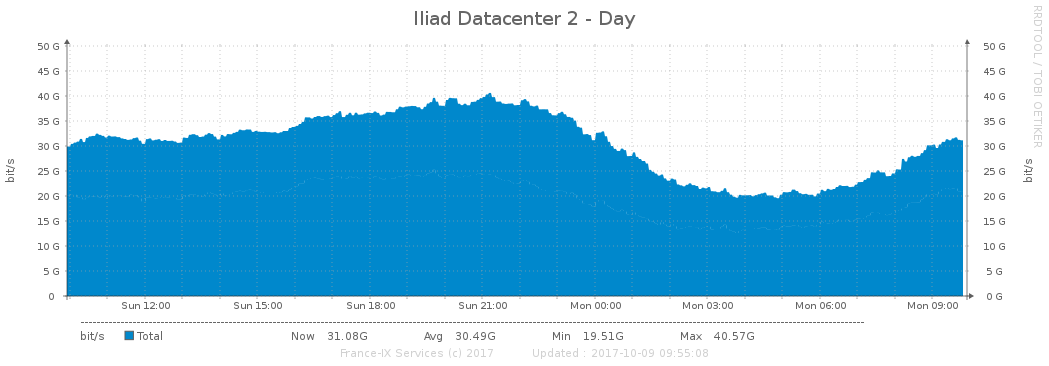 Iliad Datacenter 2 - Day
RRDTOOL / TOBI OETIKER
50 G 50 G
45 G 45 G
40 G 40 G
35 G 35 G
30 G 30 G
25 G 25 G
20 G 20 G
15 G 15 G
10 G 10 G
5 G 5 G
0 0 G
bit/s bit/s
Sun 12:00 Sun 15:00 Sun 18:00 Sun 21:00 Mon 00:00 Mon 03:00 Mon 06:00 Mon 09:00
bit/s Total Now 31.08G Avg 30.49G Min 19.51G Max 40.57G
France-IX Services (c) 2017 Updated : 2017-10-09 09:55:08